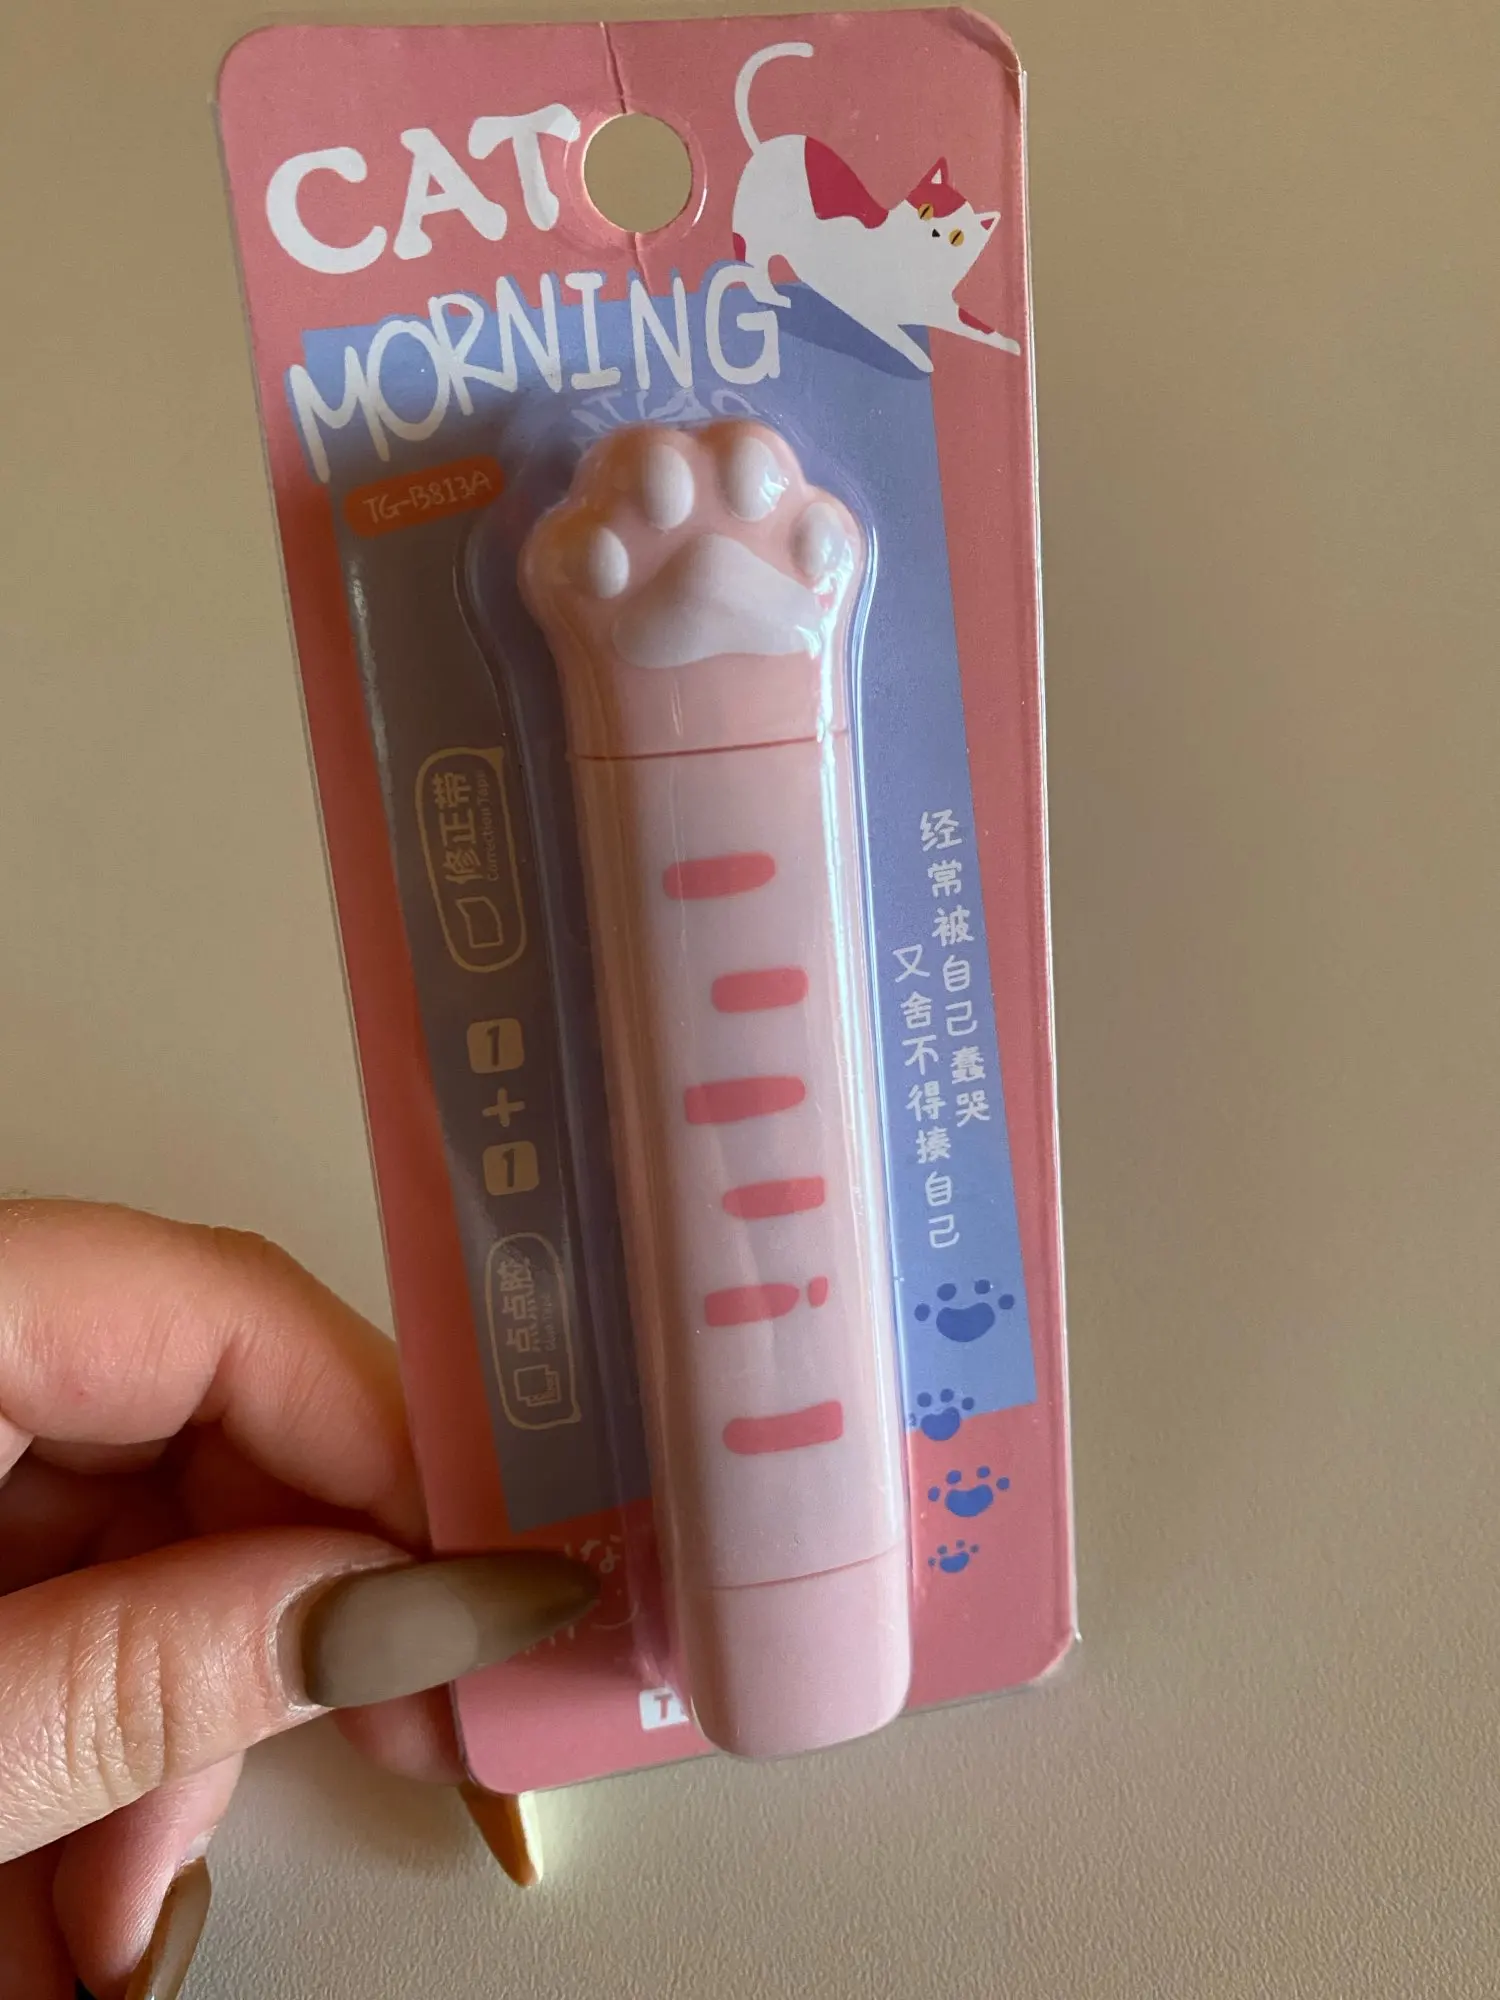 CAT
MORNING
TG-B813A
修正带
Correction Tape
1
+
1
点点胶
Glue Tape
经常被自己蠢哭
又舍不得揍自己